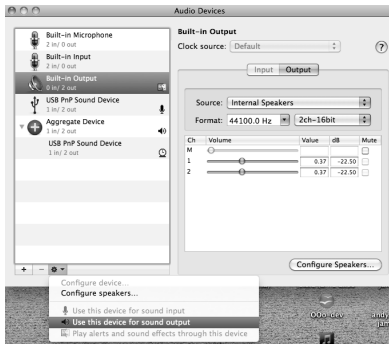 Audio Devices
Built-in Microphone
2 in/ 0 out
Built-in Input
2 in/ 0 out
Built-in Output
0 in/ 2 out
USB PnP Sound Device
1 in/ 2 out
Aggregate Device
1 in/ 2 out
USB PnP Sound Device
1 in/ 2 out
+ −
Built-in Output
Clock source: Default
?
Input Output
Source: Internal Speakers
Format: 44100.0 Hz 2ch-16bit
Ch Volume Value dB Mute
M
1 0.37 -22.50
2 0.37 -22.50
Configure Speakers...
Configure device...
Configure speakers...
Use this device for sound input
Use this device for sound output
Play alerts and sound effects through this device
OOo-dev
andy
jam